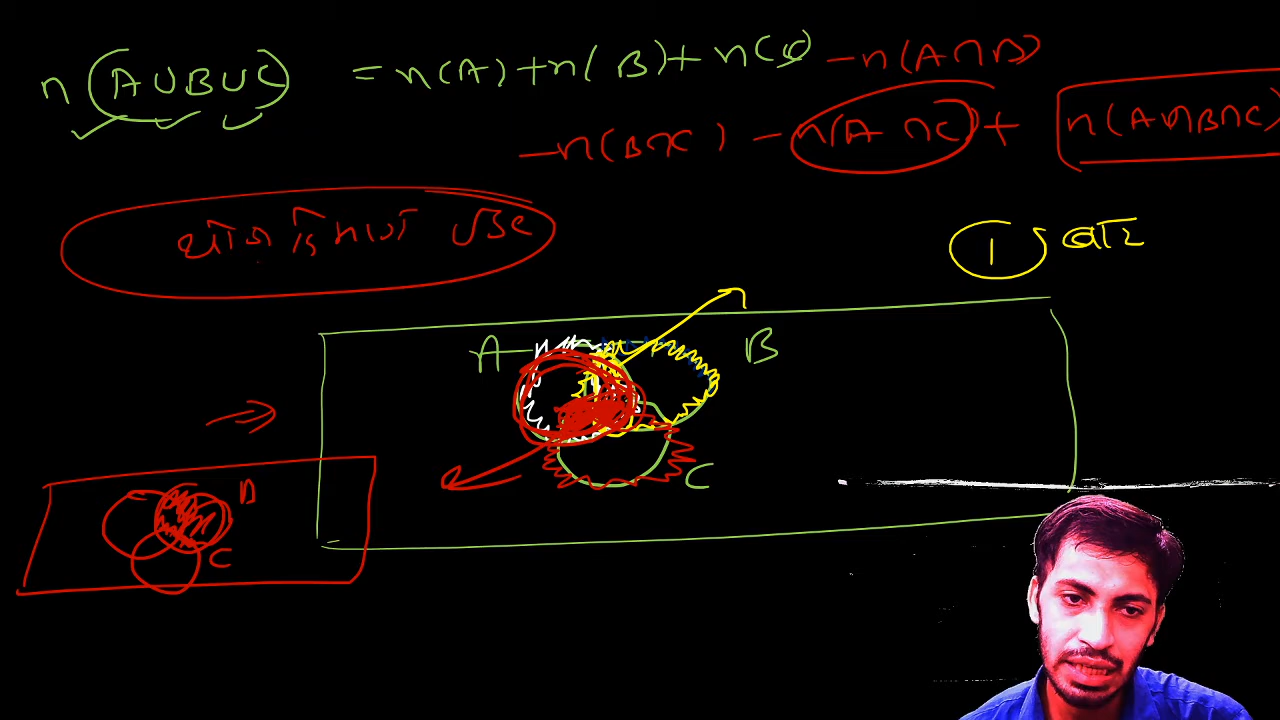 n (A∪B∪C) = n(A) + n(B) + n(C) - n(A∩B)
- n(B∩C) - n(A∩C) + n(A∩B∩C)
1 বার
A B
C
B
C